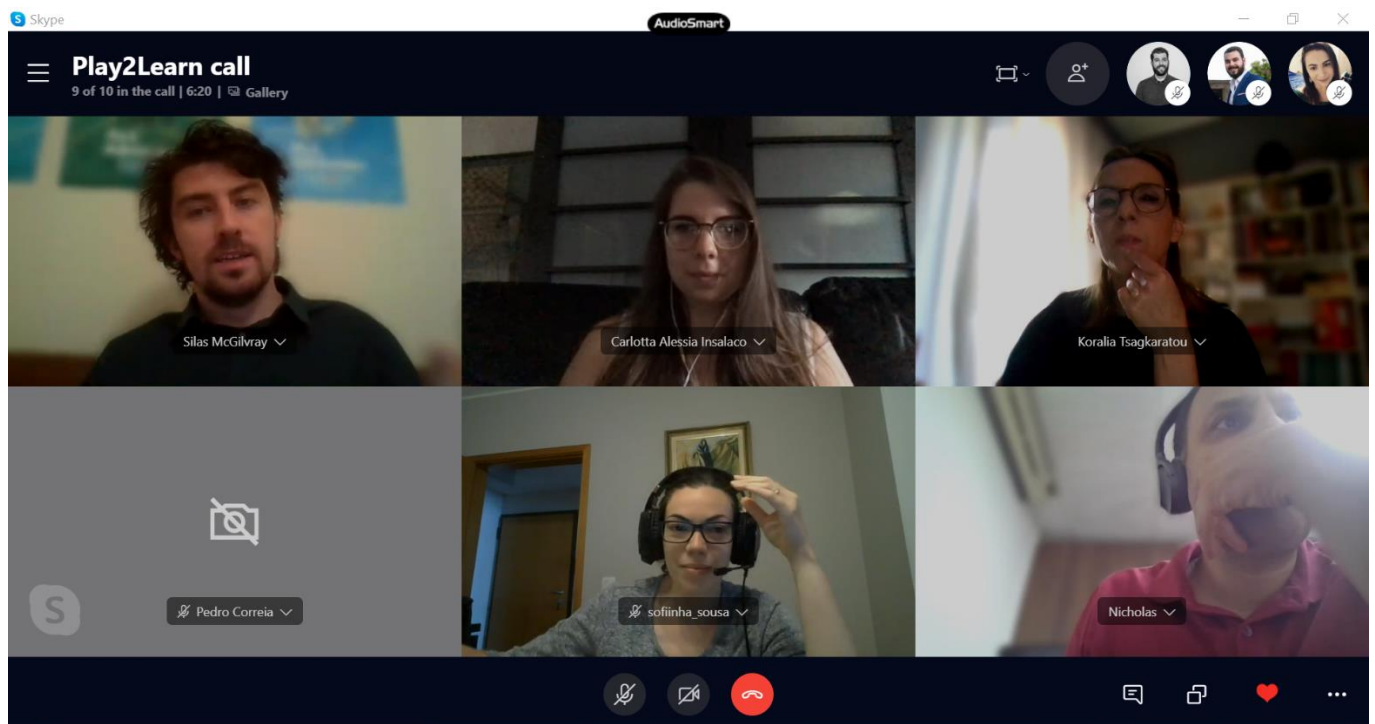 Skype
AudioSmart
Play2Learn call
9 of 10 in the call | 6:20 | Gallery
Silas McGilvray
Carlotta Alessia Insalaco
Koralia Tsagkaratou
Pedro Correia
sofiinha_sousa
Nicholas